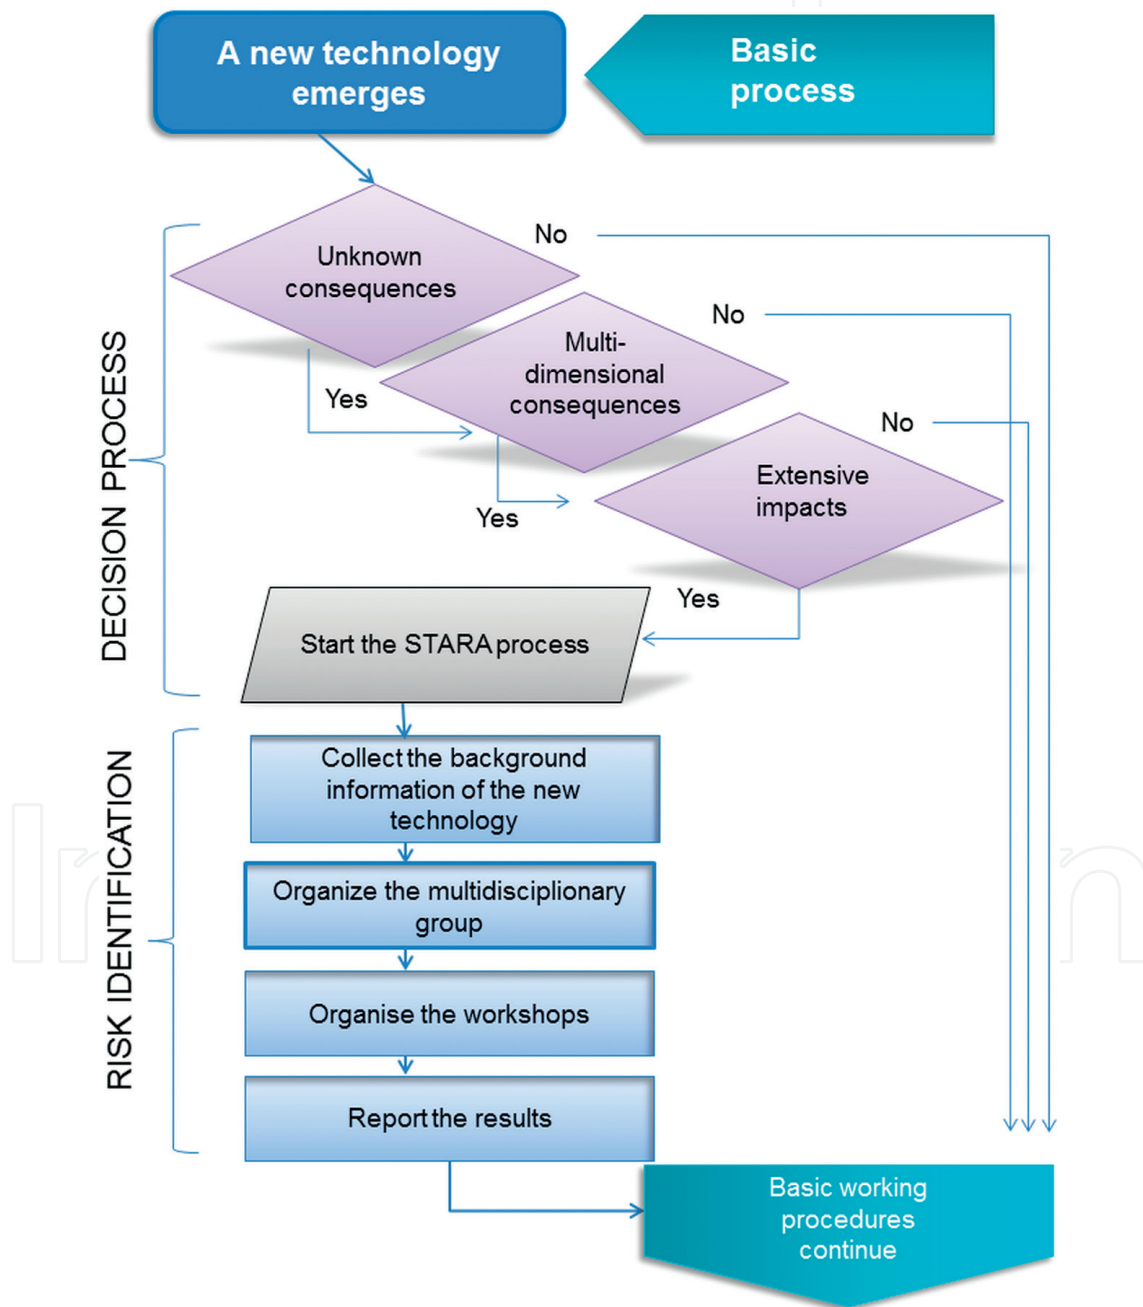 A new technology
emerges
Basic
process
No
Unknown
consequences
No
Multi-
dimensional
consequences
Yes
No
Extensive
impacts
Yes
Yes
DECISION PROCESS
Start the STARA process
RISK IDENTIFICATION
Collect the background
information of the new
technology
Organize the multidisciplionary
group
Organise the workshops
Report the results
Basic working
procedures
continue